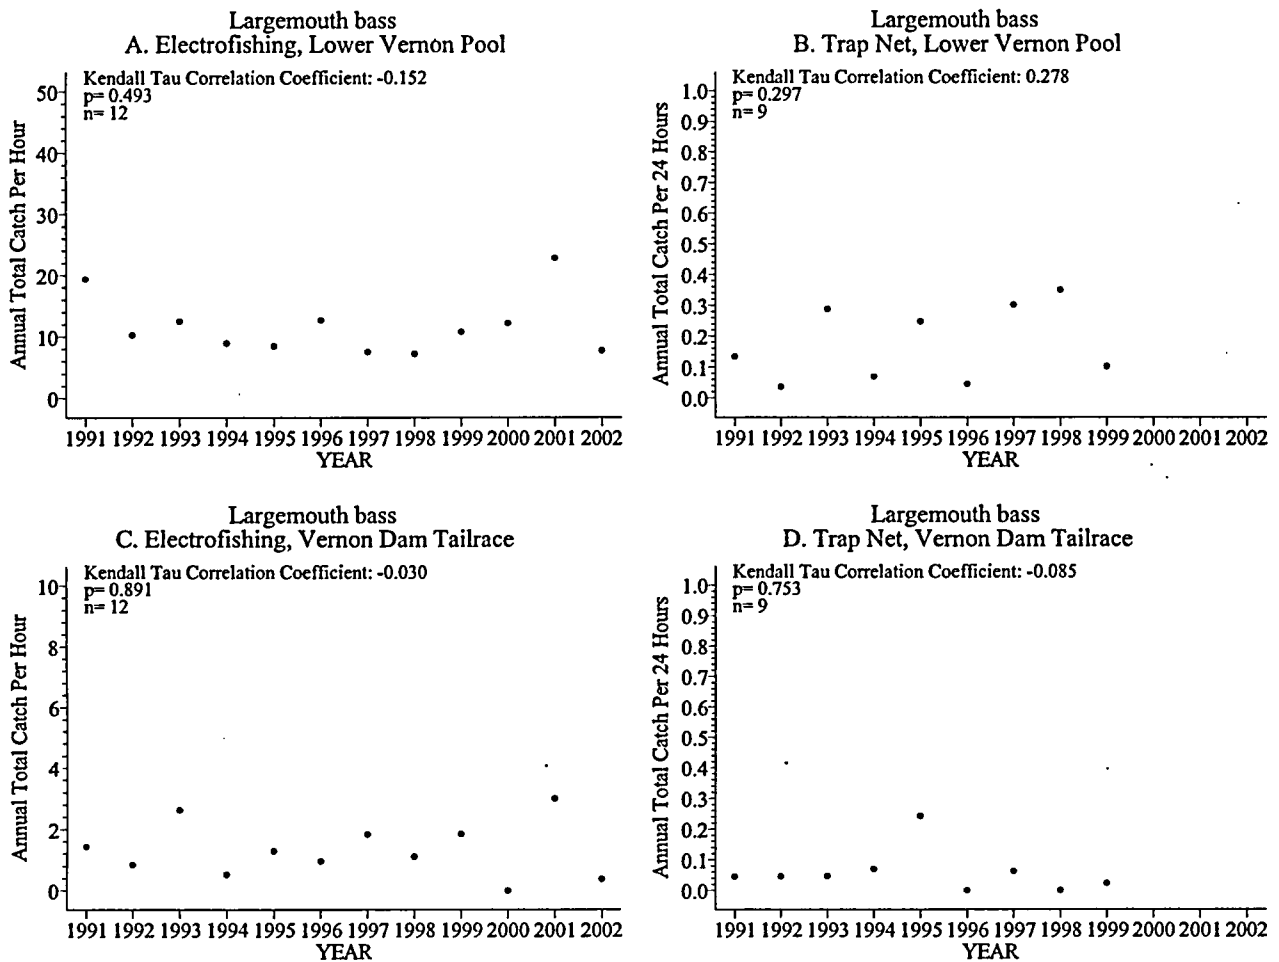 Largemouth bass
A. Electrofishing, Lower Vernon Pool
Kendall Tau Correlation Coefficient: -0.152
p= 0.493
n= 12
Annual Total Catch Per Hour
50
40
30
20
10
0
1991 1992 1993 1994 1995 1996 1997 1998 1999 2000 2001 2002
YEAR
Largemouth bass
B. Trap Net, Lower Vernon Pool
Kendall Tau Correlation Coefficient: 0.278
p= 0.297
n= 9
Annual Total Catch Per 24 Hours
1.0
0.9
0.8
0.7
0.6
0.5
0.4
0.3
0.2
0.1
0.0
1991 1992 1993 1994 1995 1996 1997 1998 1999 2000 2001 2002
YEAR
Largemouth bass
C. Electrofishing, Vernon Dam Tailrace
Kendall Tau Correlation Coefficient: -0.030
p= 0.891
n= 12
Annual Total Catch Per Hour
10
8
6
4
2
0
1991 1992 1993 1994 1995 1996 1997 1998 1999 2000 2001 2002
YEAR
Largemouth bass
D. Trap Net, Vernon Dam Tailrace
Kendall Tau Correlation Coefficient: -0.085
p= 0.753
n= 9
Annual Total Catch Per 24 Hours
1.0
0.9
0.8
0.7
0.6
0.5
0.4
0.3
0.2
0.1
0.0
1991 1992 1993 1994 1995 1996 1997 1998 1999 2000 2001 2002
YEAR